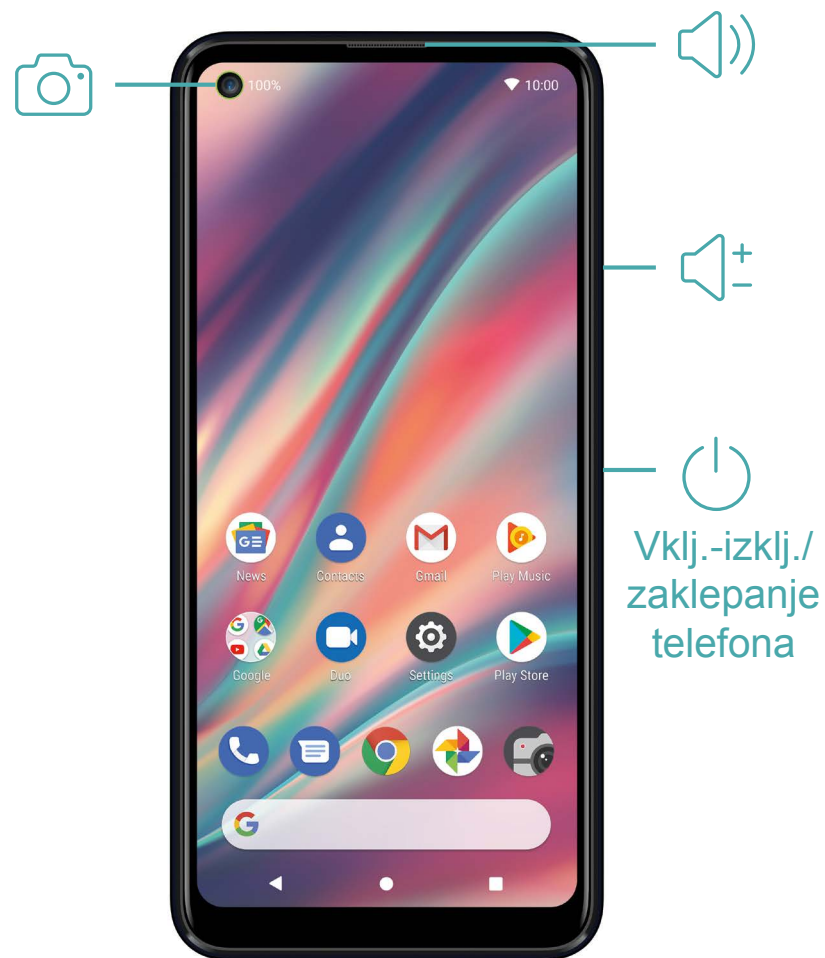 100% 10:00
News Contacts Gmail Play Music
Google Duo Settings Play Store
Vklj.-izklj./
zaklepanje
telefona